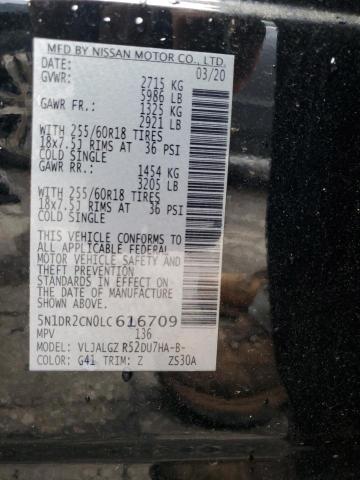 MFD BY NISSAN MOTOR CO., LTD.
DATE: 03/20
GVWR: 2715 KG
5986 LB
GAWR FR.: 1325 KG
2921 LB
WITH 255/60R18 TIRES
18x7.5J RIMS AT 36 PSI
COLD SINGLE
GAWR RR.: 1454 KG
3205 LB
WITH 255/60R18 TIRES
18x7.5J RIMS AT 36 PSI
COLD SINGLE
THIS VEHICLE CONFORMS TO
ALL APPLICABLE FEDERAL
MOTOR VEHICLE SAFETY AND
THEFT PREVENTION
STANDARDS IN EFFECT ON
THE DATE OF MANUFACTURE
SHOWN ABOVE.
5N1DR2CN0LC616709
MPV 136
MODEL: VLJALGZ R52DU7HA-B-
COLOR: G41 TRIM: Z ZS30A